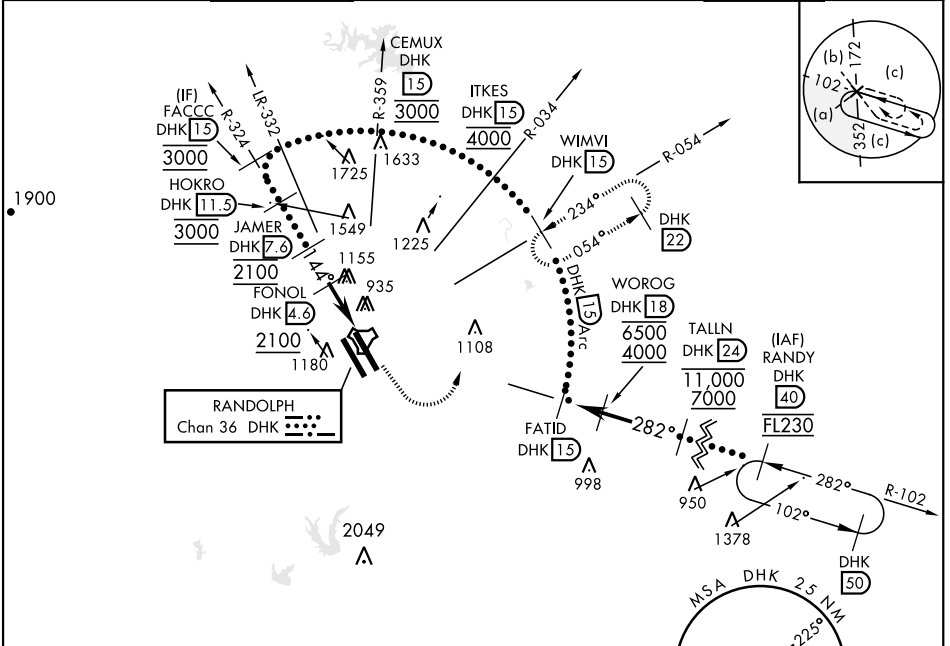 CEMUX
DHK
15
3000
R-359
ITKES
DHK 15
4000
R-034
WIMVI
DHK 15
R-054
234°
054°
DHK
22
(b)
172
102
(c)
(a)
352
(c)
(IF)
FACCC
DHK 15
3000
R-324
LR-332
1725
1633
1900
HOKRO
DHK 11.5
3000
1549
1225
JAMER
DHK 7.6
2100
144°
1155
935
FONOL
DHK 4.6
2100
1180
1108
DHK 15 Arc
WOROG
DHK 18
6500
4000
TALLN
DHK 24
11,000
7000
(IAF)
RANDY
DHK
40
FL230
RANDOLPH
Chan 36 DHK
FATID
DHK 15
282°
998
950
1378
282°
102°
R-102
DHK
50
2049
MSA DHK 25 NM
225°